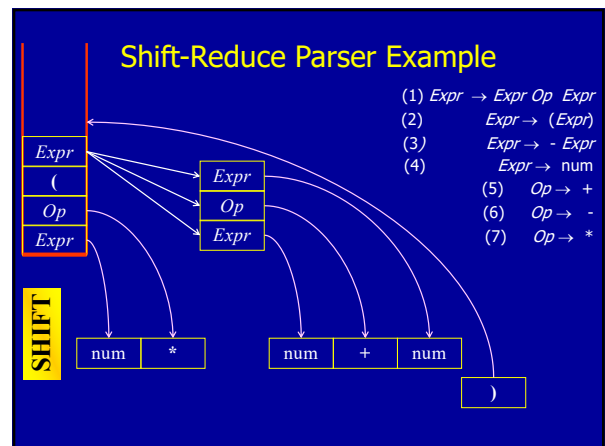 Shift-Reduce Parser Example
(1) Expr → Expr Op Expr
(2) Expr → (Expr)
(3) Expr → - Expr
(4) Expr → num
(5) Op → +
(6) Op → -
(7) Op → *
Expr
(
Op
Expr
Expr
Op
Expr
SHIFT
num *
num + num
)